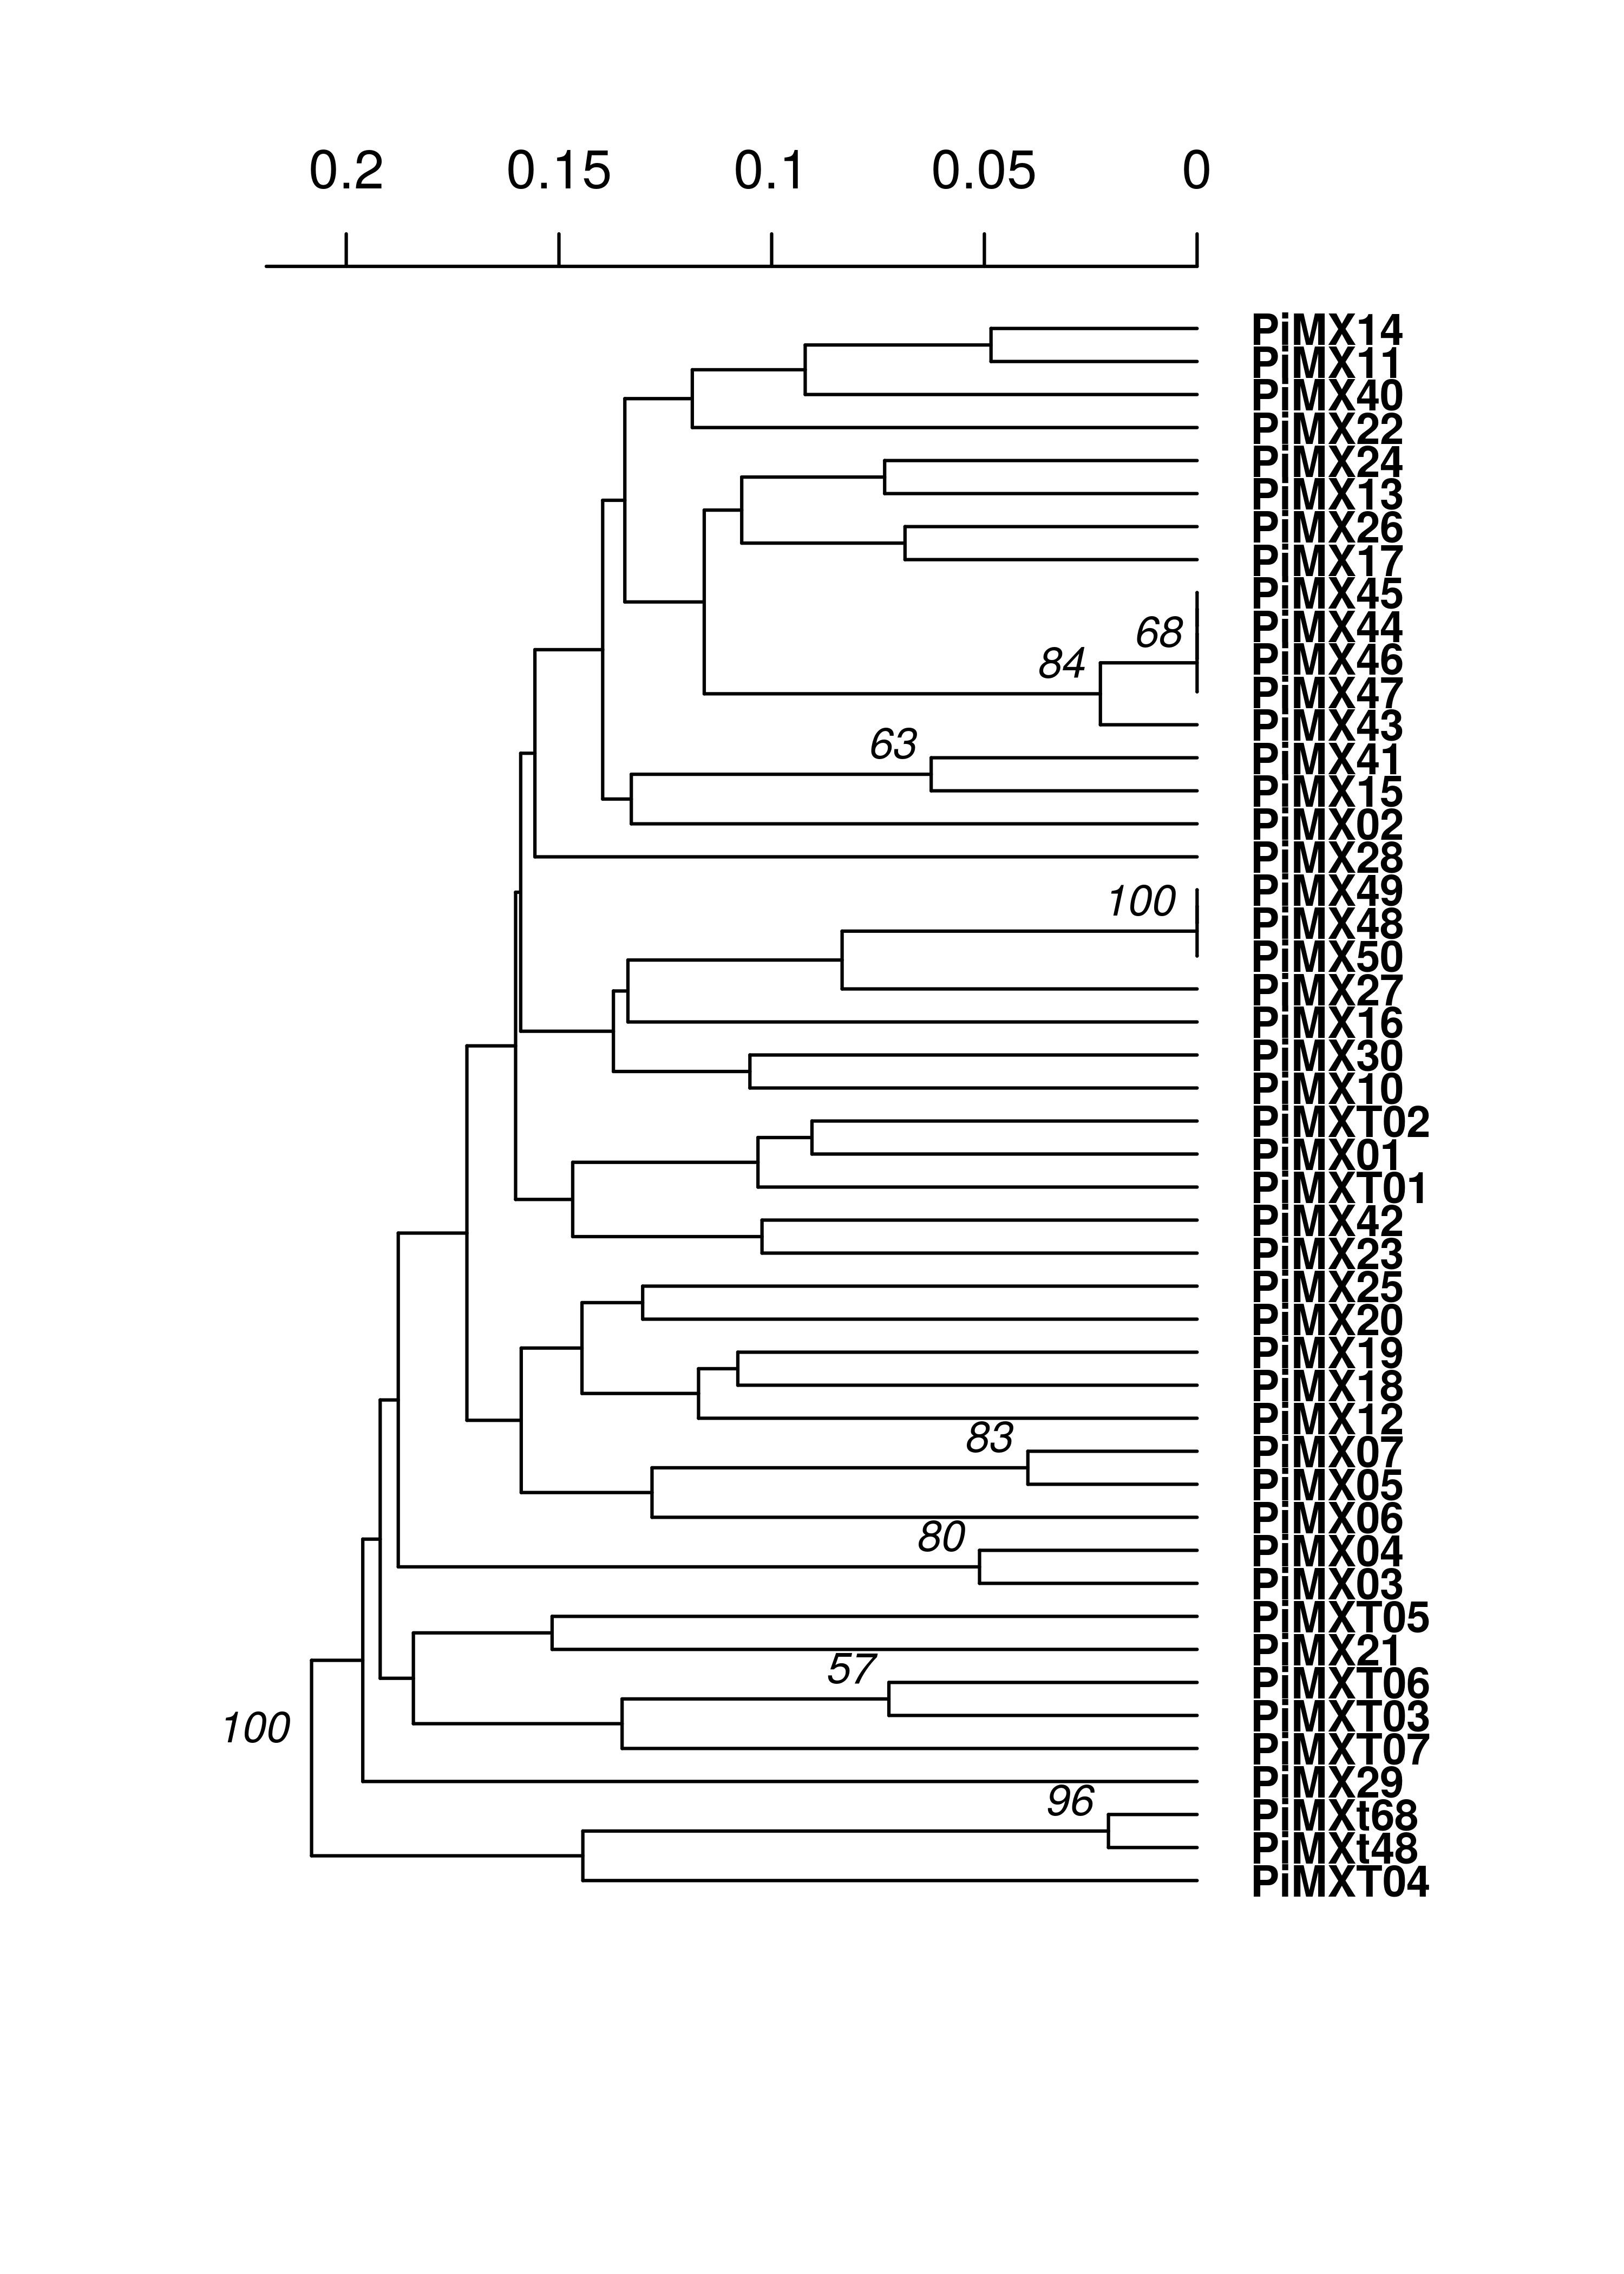 0.2 0.15 0.1 0.05 0
PiMX14
PiMX11
PiMX40
PiMX22
PiMX24
PiMX13
PiMX26
PiMX17
PiMX45
68 PiMX44
84 PiMX46
PiMX47
PiMX43
63 PiMX41
PiMX15
PiMX02
PiMX28
100 PiMX49
PiMX48
PiMX50
PiMX27
PiMX16
PiMX30
PiMX10
PiMXT02
PiMX01
PiMXT01
PiMX42
PiMX23
PiMX25
PiMX20
PiMX19
PiMX18
PiMX12
83 PiMX07
PiMX05
PiMX06
80 PiMX04
PiMX03
PiMXT05
PiMX21
57 PiMXT06
100 PiMXT03
PiMXT07
PiMX29
96 PiMXt68
PiMXt48
PiMXT04